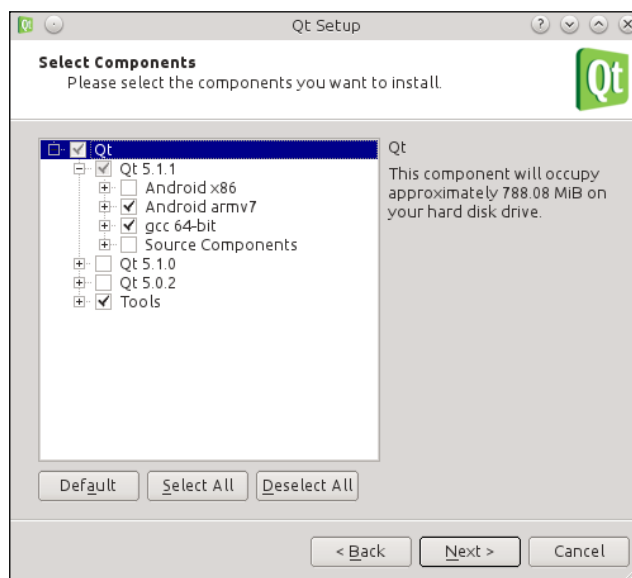 Qt Setup
Select Components
Please select the components you want to install.
Qt
Qt
Qt 5.1.1
Android x86
Android armv7
gcc 64-bit
Source Components
Qt 5.1.0
Qt 5.0.2
Tools
Qt
This component will occupy
approximately 788.08 MiB on
your hard disk drive.
Default
Select All
Deselect All
< Back
Next >
Cancel